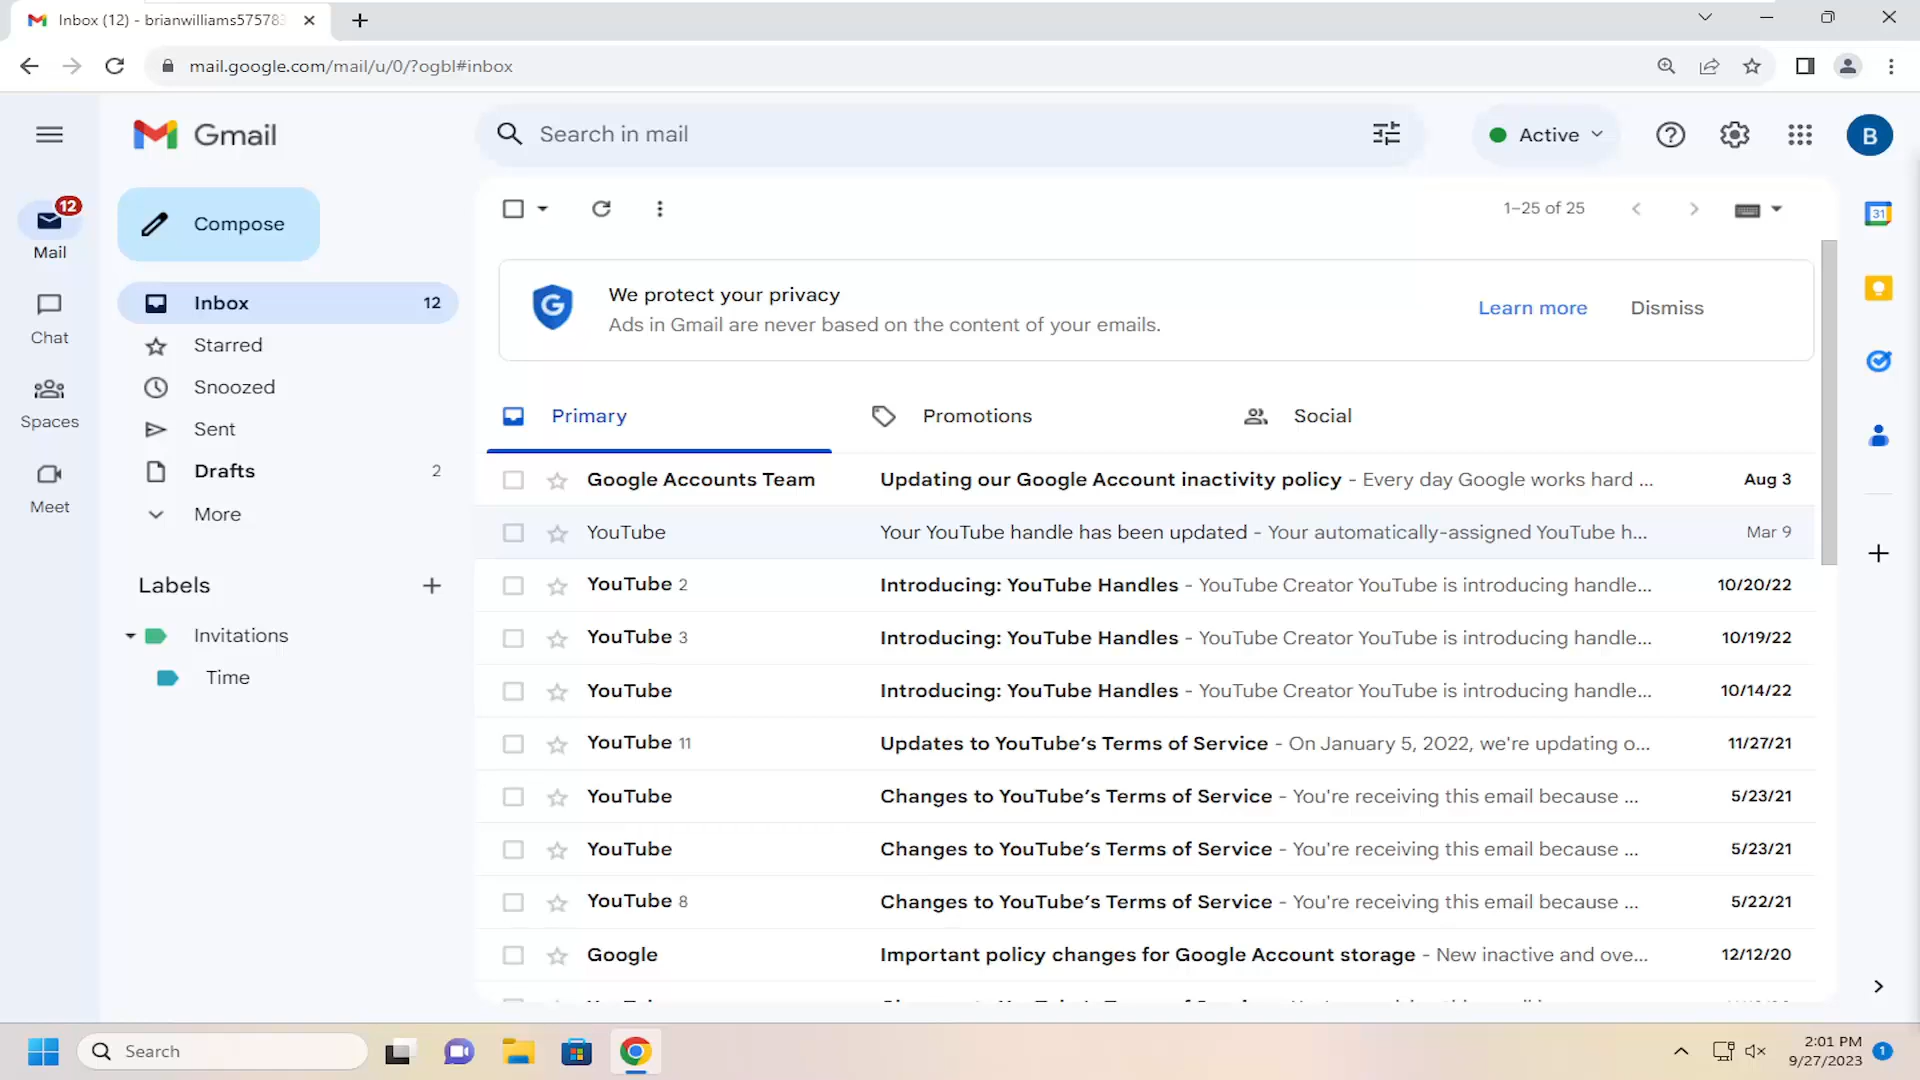 Inbox (12) - brianwilliams575783
mail.google.com/mail/u/0/?ogbl#inbox
Gmail
Search in mail
Active
B
12
Mail
Compose
1–25 of 25
31
Inbox 12
Chat
Starred
Snoozed
Spaces
Sent
Drafts 2
Meet
More
Labels
Invitations
Time
G
We protect your privacy
Ads in Gmail are never based on the content of your emails.
Learn more
Dismiss
Primary
Promotions
Social
Google Accounts Team Updating our Google Account inactivity policy - Every day Google works hard ... Aug 3
YouTube Your YouTube handle has been updated - Your automatically-assigned YouTube h... Mar 9
YouTube 2 Introducing: YouTube Handles - YouTube Creator YouTube is introducing handle... 10/20/22
YouTube 3 Introducing: YouTube Handles - YouTube Creator YouTube is introducing handle... 10/19/22
YouTube Introducing: YouTube Handles - YouTube Creator YouTube is introducing handle... 10/14/22
YouTube 11 Updates to YouTube’s Terms of Service - On January 5, 2022, we're updating o... 11/27/21
YouTube Changes to YouTube’s Terms of Service - You're receiving this email because ... 5/23/21
YouTube Changes to YouTube’s Terms of Service - You're receiving this email because ... 5/23/21
YouTube 8 Changes to YouTube’s Terms of Service - You're receiving this email because ... 5/22/21
Google Important policy changes for Google Account storage - New inactive and ove... 12/12/20
Search
2:01 PM
9/27/2023
1